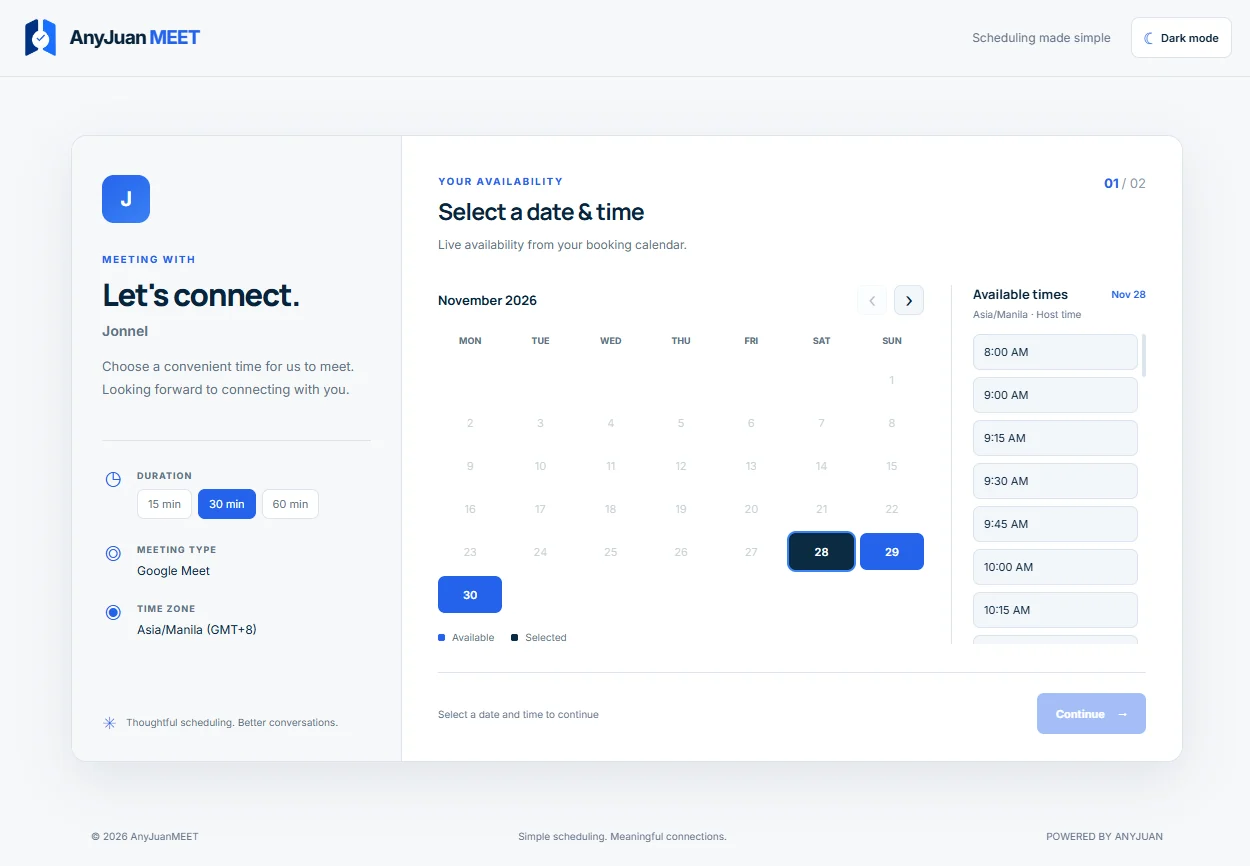 AnyJuan MEET
Scheduling made simple
Dark mode
J
MEETING WITH
Let's connect.
Jonnel
Choose a convenient time for us to meet.
Looking forward to connecting with you.
DURATION
15 min 30 min 60 min
MEETING TYPE
Google Meet
TIME ZONE
Asia/Manila (GMT+8)
Thoughtful scheduling. Better conversations.
YOUR AVAILABILITY
01 / 02
Select a date & time
Live availability from your booking calendar.
November 2026
MON TUE WED THU FRI SAT SUN
1
2 3 4 5 6 7 8
9 10 11 12 13 14 15
16 17 18 19 20 21 22
23 24 25 26 27 28 29
30
Available Selected
Available times Nov 28
Asia/Manila · Host time
8:00 AM
9:00 AM
9:15 AM
9:30 AM
9:45 AM
10:00 AM
10:15 AM
Select a date and time to continue
Continue →
© 2026 AnyJuanMEET
Simple scheduling. Meaningful connections.
POWERED BY ANYJUAN